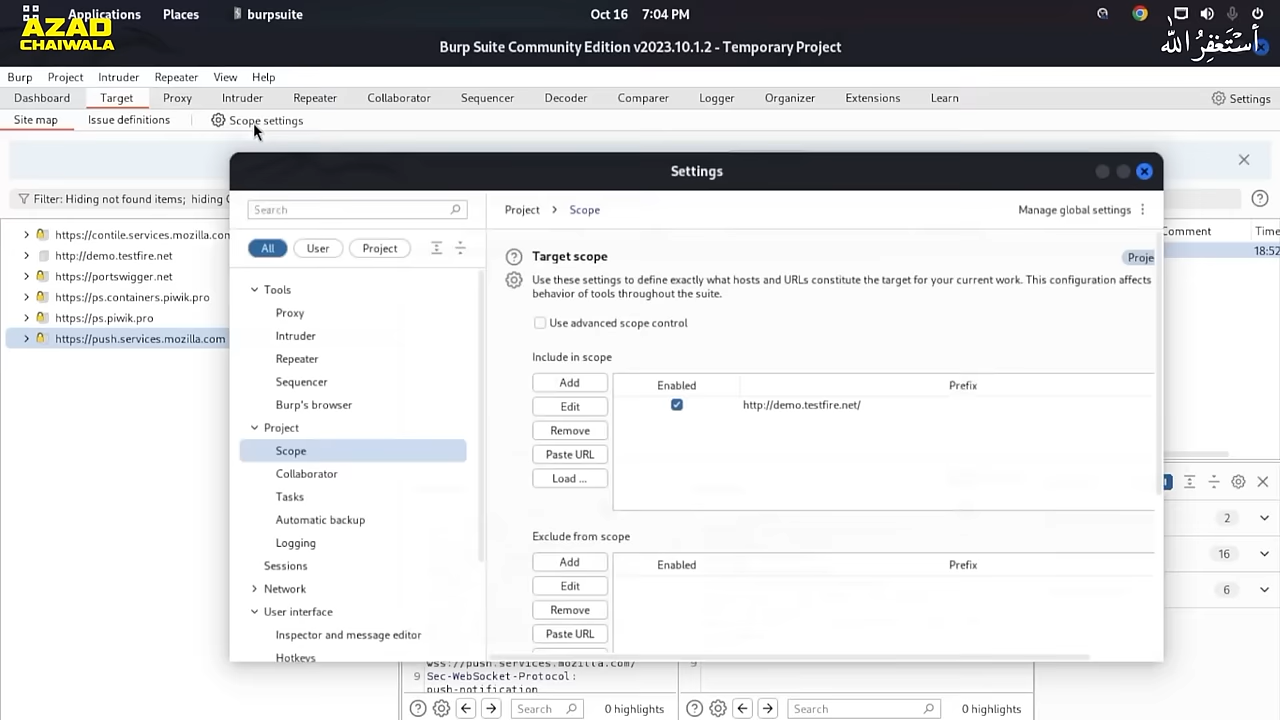 Applications Places burpsuite Oct 16 7:04 PM
AZAD
CHAIWALA
أستغفر الله
Burp Suite Community Edition v2023.10.1.2 - Temporary Project
Burp Project Intruder Repeater View Help
Dashboard Target Proxy Intruder Repeater Collaborator Sequencer Decoder Comparer Logger Organizer Extensions Learn Settings
Site map Issue definitions Scope settings
Filter: Hiding not found items; hiding
https://contile.services.mozilla.con
http://demo.testfire.net
https://portswigger.net
https://ps.containers.piwik.pro
https://ps.piwik.pro
https://push.services.mozilla.com
Settings
Search
All User Project
Tools
Proxy
Intruder
Repeater
Sequencer
Burp's browser
Project
Scope
Collaborator
Tasks
Automatic backup
Logging
Sessions
Network
User interface
Inspector and message editor
Hotkeys
Project > Scope Manage global settings
Target scope Proje
Use these settings to define exactly what hosts and URLs constitute the target for your current work. This configuration affects
behavior of tools throughout the suite.
Use advanced scope control
Include in scope
Add
Edit
Remove
Paste URL
Load ...
Enabled Prefix
http://demo.testfire.net/
Exclude from scope
Add
Edit
Remove
Paste URL
Enabled Prefix
Comment Time
18:52
2
16
6
wss://push.services.mozilla.com/
9 Sec-WebSocket-Protocol:
push-notification
9
Search 0 highlights
Search 0 highlights